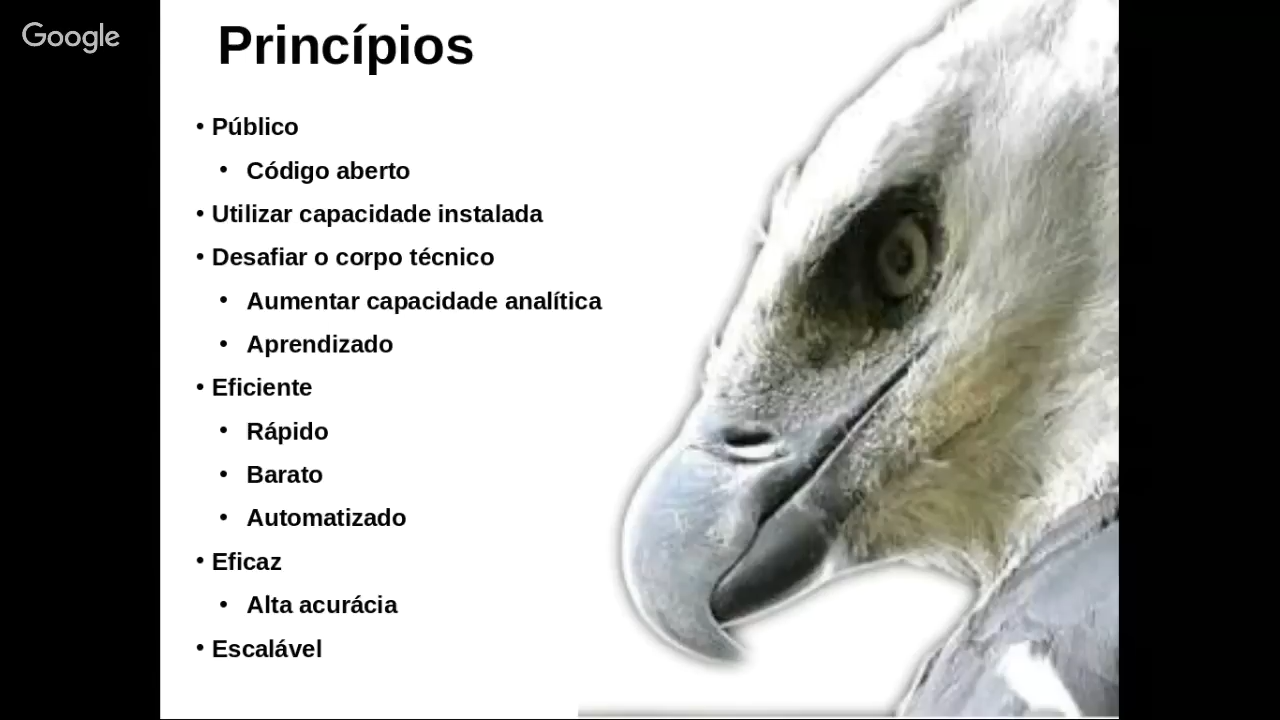 Google
Princípios
• Público
• Código aberto
• Utilizar capacidade instalada
• Desafiar o corpo técnico
• Aumentar capacidade analítica
• Aprendizado
• Eficiente
• Rápido
• Barato
• Automatizado
• Eficaz
• Alta acurácia
• Escalável